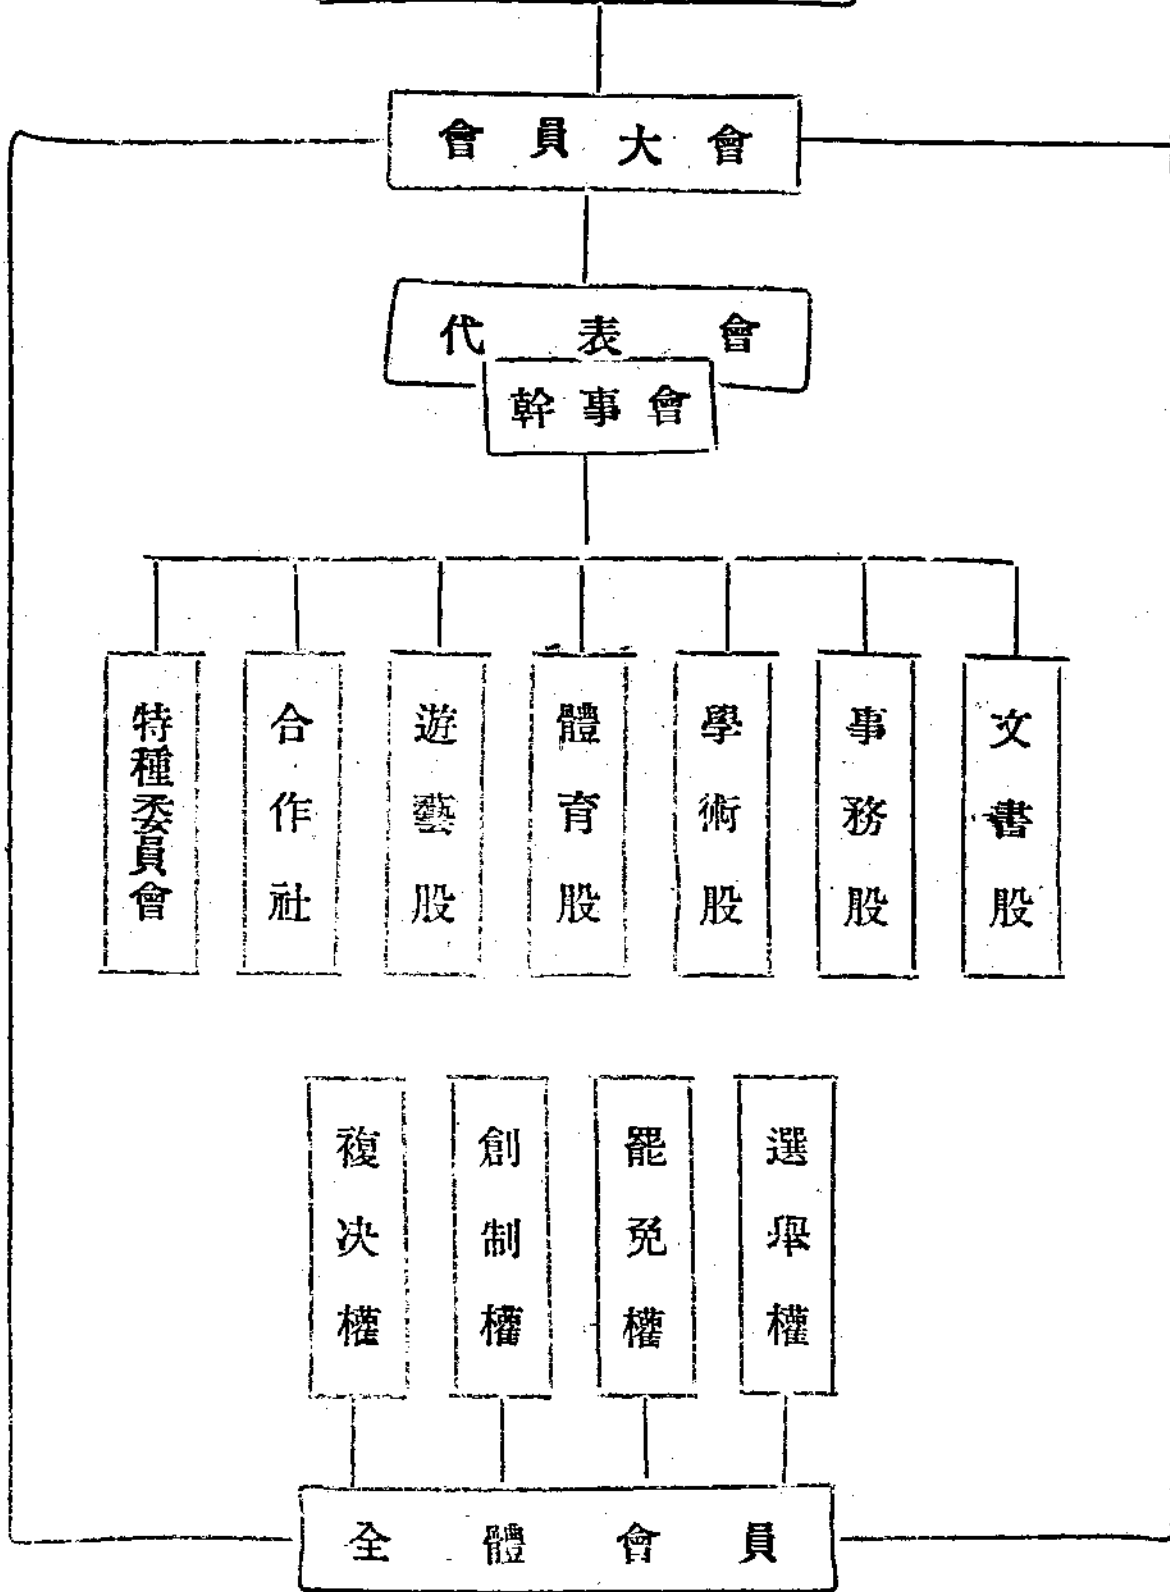 會員大會
代表會
幹事會
文書股
事務股
學術股
體育股
遊藝股
合作社
特種委員會
選舉權
罷免權
創制權
複决權
全體會員